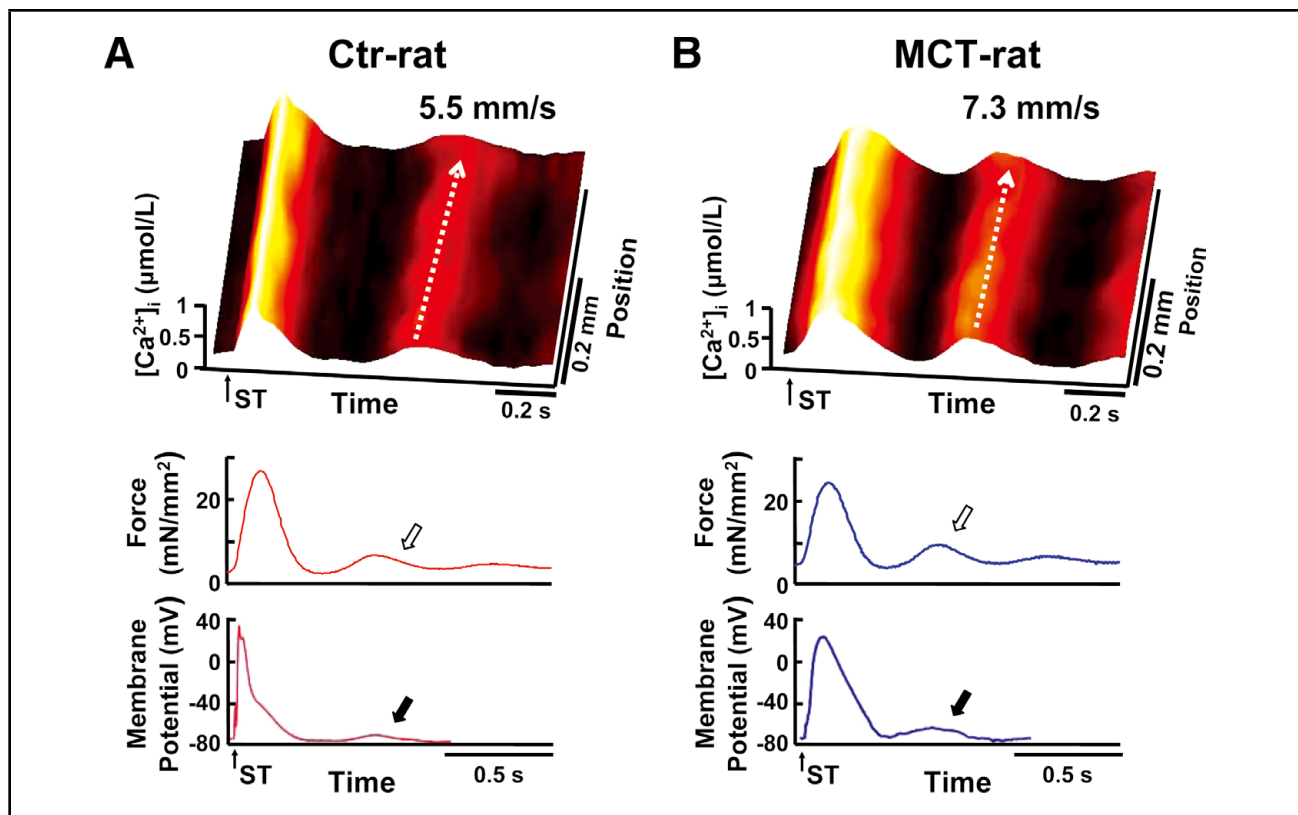 A
Ctr-rat
5.5 mm/s
[Ca²⁺]ᵢ (μmol/L)
1
0.5
0
↑ST
Time
0.2 s
0.2 mm
Position
Force
(mN/mm²)
20
0
Membrane
Potential (mV)
40
0
-40
-80
↑ST
Time
0.5 s
B
MCT-rat
7.3 mm/s
[Ca²⁺]ᵢ (μmol/L)
1
0.5
0
↑ST
Time
0.2 s
0.2 mm
Position
Force
(mN/mm²)
20
0
Membrane
Potential (mV)
40
0
-40
-80
↑ST
Time
0.5 s